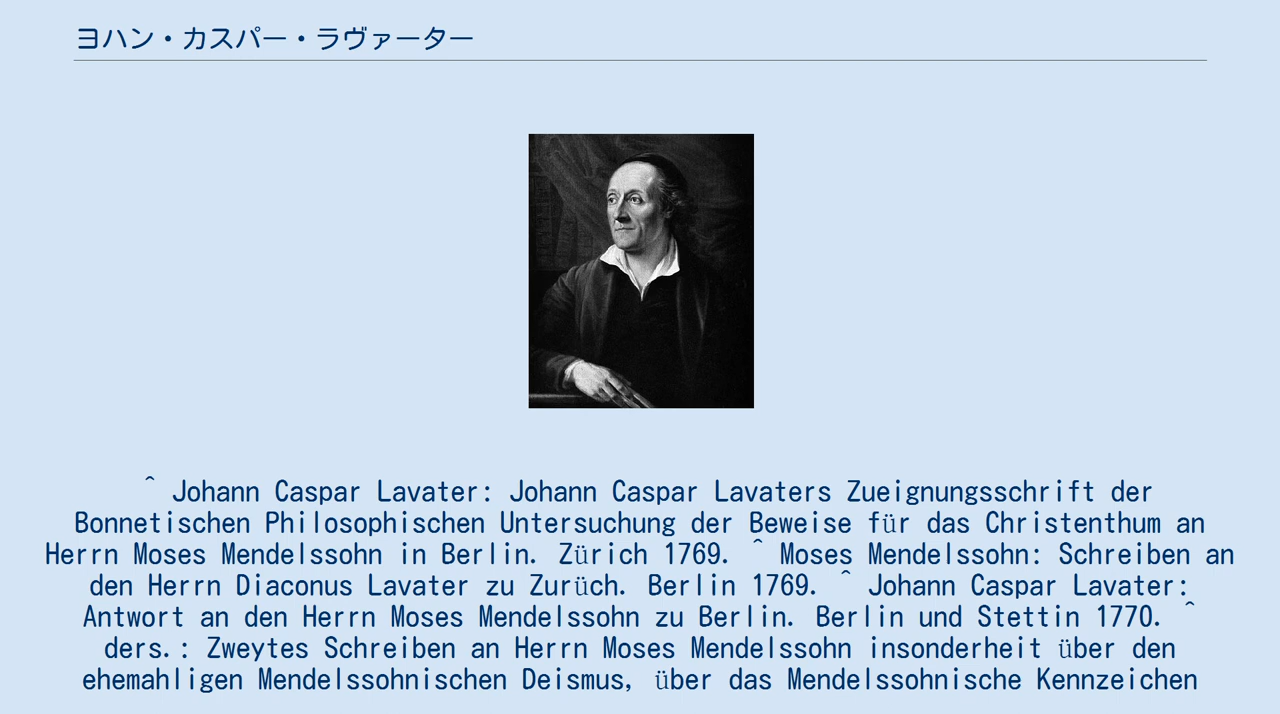 ヨハン・カスパー・ラヴァーター
^ Johann Caspar Lavater: Johann Caspar Lavaters Zueignungsschrift der
Bonnetischen Philosophischen Untersuchung der Beweise für das Christenthum an
Herrn Moses Mendelssohn in Berlin. Zürich 1769. ^ Moses Mendelssohn: Schreiben an
den Herrn Diaconus Lavater zu Zurüch. Berlin 1769. ^ Johann Caspar Lavater:
Antwort an den Herrn Moses Mendelssohn zu Berlin. Berlin und Stettin 1770. ^
ders.: Zweytes Schreiben an Herrn Moses Mendelssohn insonderheit über den
ehemahligen Mendelssohnischen Deismus, über das Mendelssohnische Kennzeichen